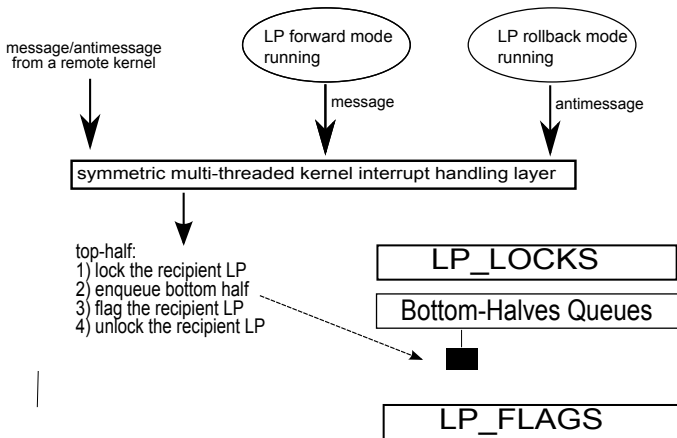 message/antimessage
from a remote kernel
LP forward mode
running
LP rollback mode
running
message
antimessage
symmetric multi-threaded kernel interrupt handling layer
top-half:
1) lock the recipient LP
2) enqueue bottom half
3) flag the recipient LP
4) unlock the recipient LP
LP_LOCKS
Bottom-Halves Queues
LP_FLAGS